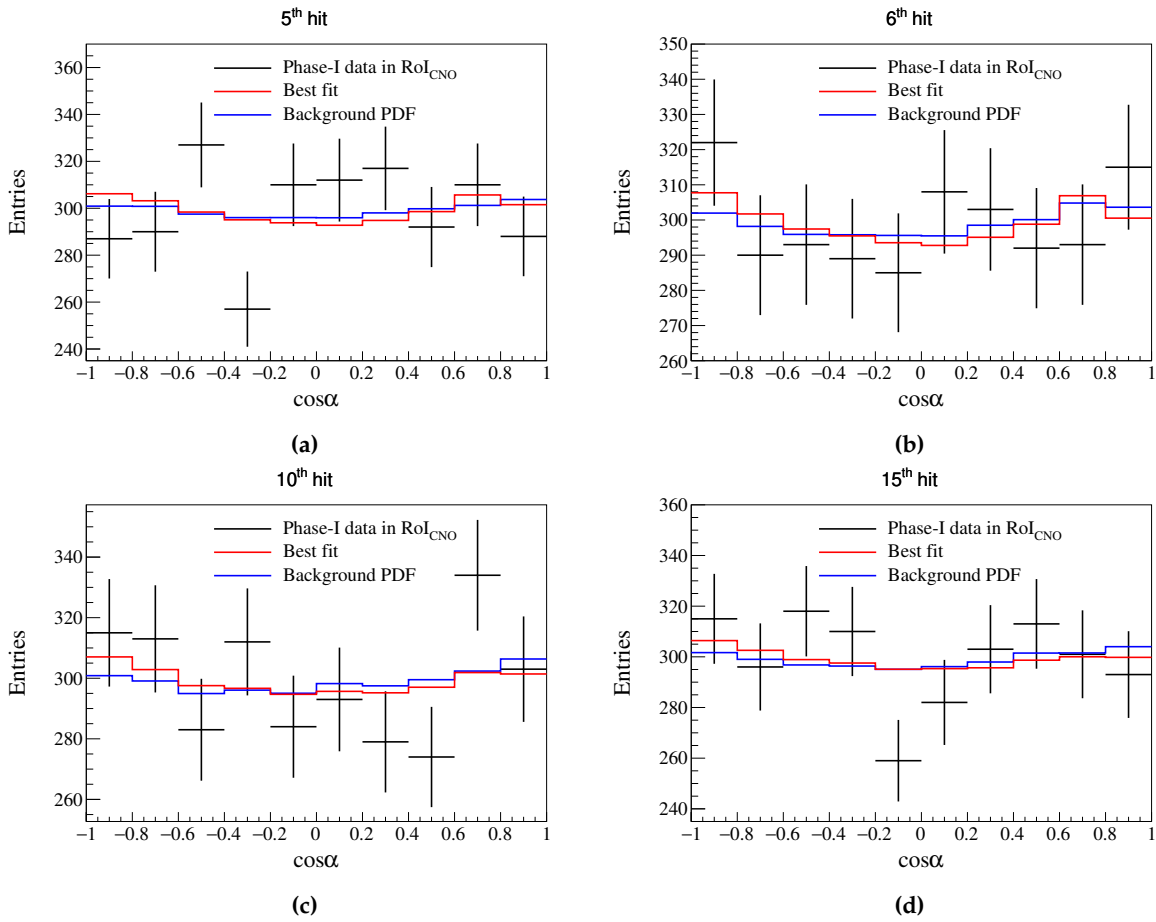 5th hit
360
340
320
300
280
260
240
Entries
Phase-I data in RoICNO
Best fit
Background PDF
−1 −0.8 −0.6 −0.4 −0.2 0 0.2 0.4 0.6 0.8 1
cosα
(a)
6th hit
350
340
330
320
310
300
290
280
270
260
Entries
Phase-I data in RoICNO
Best fit
Background PDF
−1 −0.8 −0.6 −0.4 −0.2 0 0.2 0.4 0.6 0.8 1
cosα
(b)
10th hit
340
320
300
280
260
Entries
Phase-I data in RoICNO
Best fit
Background PDF
−1 −0.8 −0.6 −0.4 −0.2 0 0.2 0.4 0.6 0.8 1
cosα
(c)
15th hit
360
340
320
300
280
260
240
Entries
Phase-I data in RoICNO
Best fit
Background PDF
−1 −0.8 −0.6 −0.4 −0.2 0 0.2 0.4 0.6 0.8 1
cosα
(d)